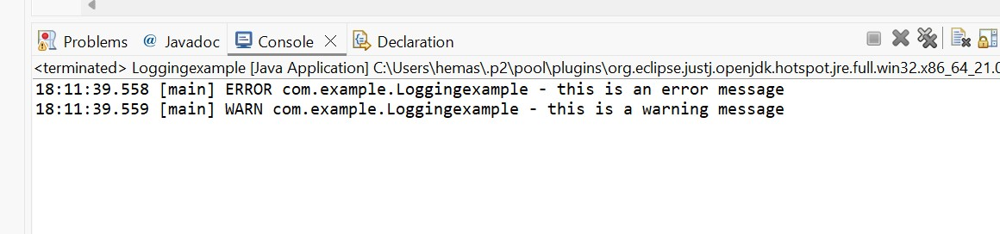 Problems @ Javadoc Console Declaration
<terminated> Loggingexample [Java Application] C:\Users\hemas\.p2\pool\plugins\org.eclipse.justj.openjdk.hotspot.jre.full.win32.x86_64_21.0
18:11:39.558 [main] ERROR com.example.Loggingexample - this is an error message
18:11:39.559 [main] WARN com.example.Loggingexample - this is a warning message